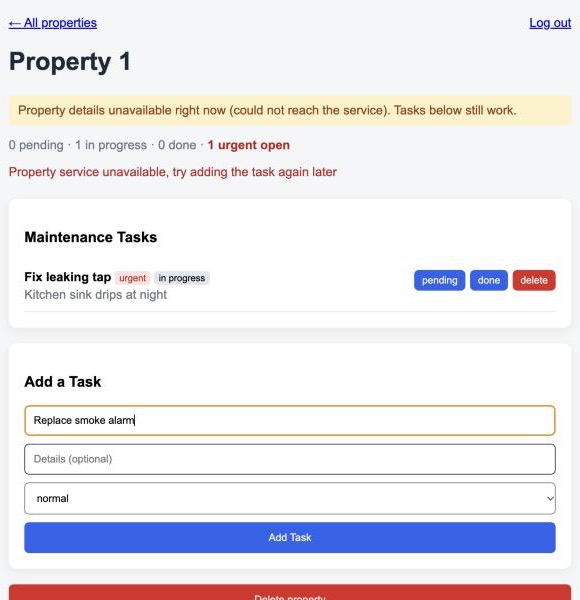 ← All properties
Log out
Property 1
Property details unavailable right now (could not reach the service). Tasks below still work.
0 pending · 1 in progress · 0 done · 1 urgent open
Property service unavailable, try adding the task again later
Maintenance Tasks
Fix leaking tap urgent in progress
pending done delete
Kitchen sink drips at night
Add a Task
Replace smoke alarm
Details (optional)
normal
Add Task
Delete property